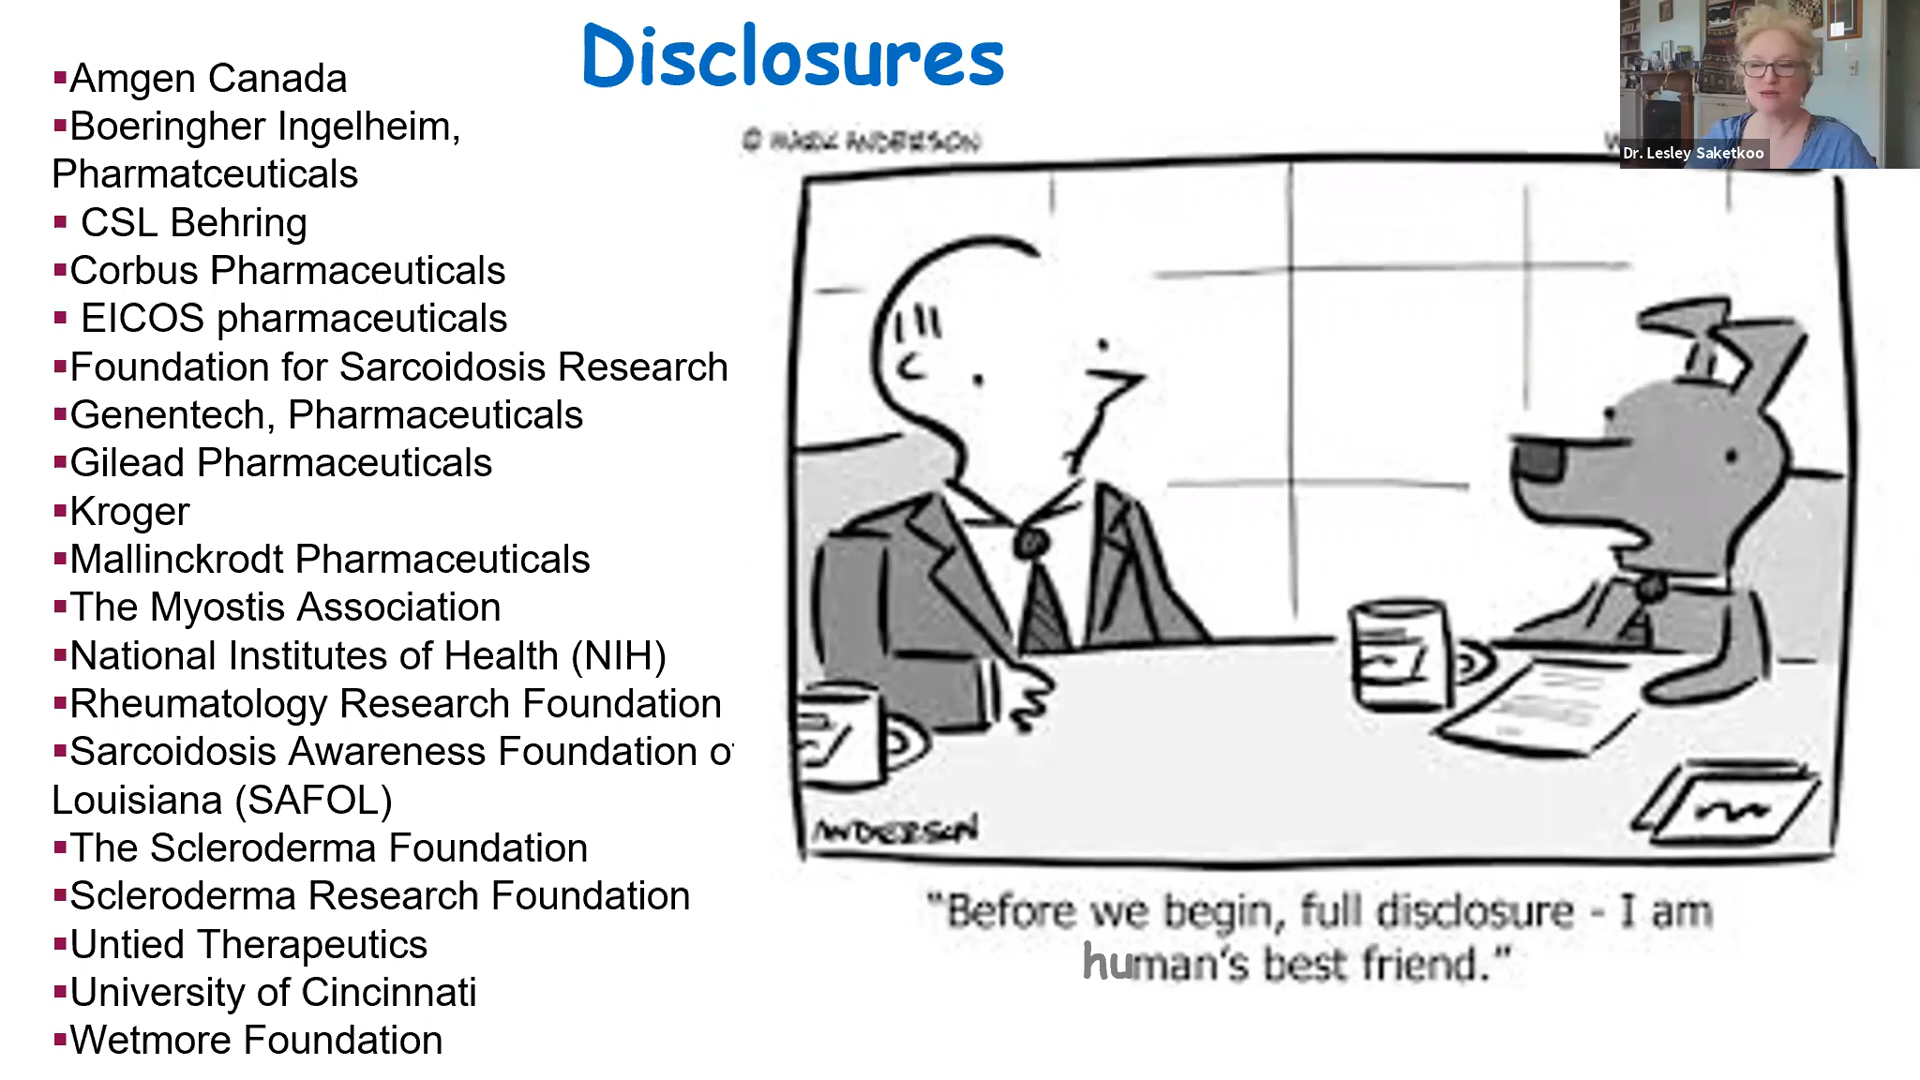 Disclosures
▪Amgen Canada
▪Boeringher Ingelheim,
Pharmatceuticals
▪ CSL Behring
▪Corbus Pharmaceuticals
▪ EICOS pharmaceuticals
▪Foundation for Sarcoidosis Research
▪Genentech, Pharmaceuticals
▪Gilead Pharmaceuticals
▪Kroger
▪Mallinckrodt Pharmaceuticals
▪The Myostis Association
▪National Institutes of Health (NIH)
▪Rheumatology Research Foundation
▪Sarcoidosis Awareness Foundation of
Louisiana (SAFOL)
▪The Scleroderma Foundation
▪Scleroderma Research Foundation
▪Untied Therapeutics
▪University of Cincinnati
▪Wetmore Foundation
© MARK ANDERSON
Dr. Lesley Saketkoo
ANDERSON
"Before we begin, full disclosure - I am
human's best friend."